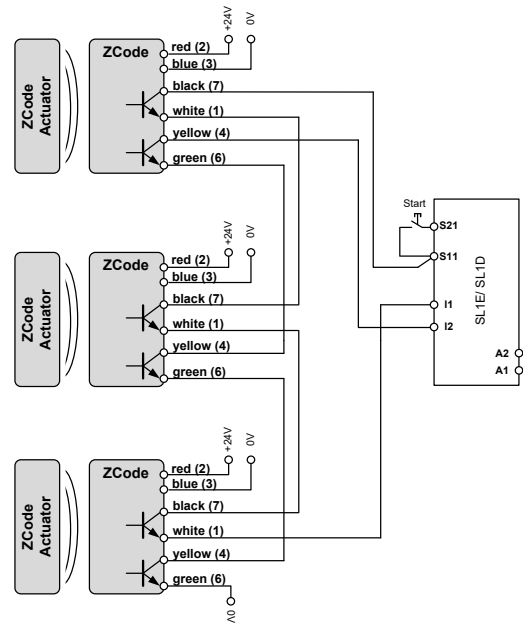 +24V
0V
ZCode
Actuator
ZCode
red (2)
blue (3)
black (7)
white (1)
yellow (4)
green (6)
+24V
0V
ZCode
Actuator
ZCode
red (2)
blue (3)
black (7)
white (1)
yellow (4)
green (6)
+24V
0V
ZCode
Actuator
ZCode
red (2)
blue (3)
black (7)
white (1)
yellow (4)
green (6)
0V
Start
S21
S11
I1
I2
SL1E/ SL1D
A2
A1